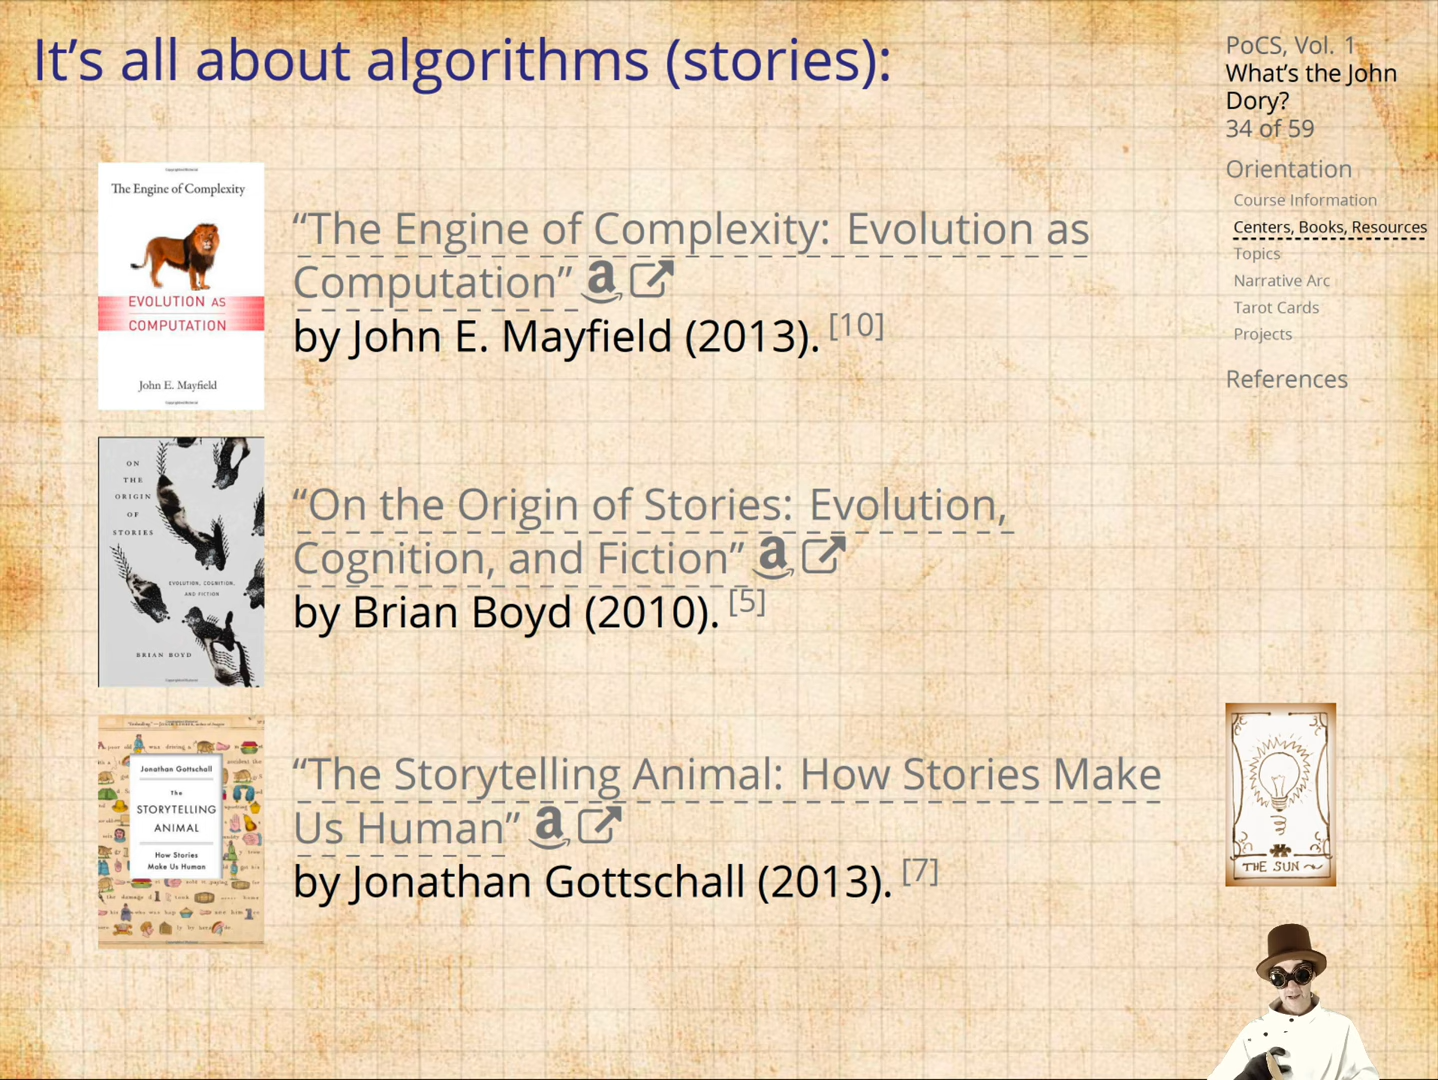 It’s all about algorithms (stories):
PoCS, Vol. 1
What’s the John
Dory?
34 of 59
Orientation
Course Information
Centers, Books, Resources
Topics
Narrative Arc
Tarot Cards
Projects
References
The Engine of Complexity
EVOLUTION AS
COMPUTATION
John E. Mayfield
“The Engine of Complexity: Evolution as
Computation” a
by John E. Mayfield (2013). [10]
ON
THE
ORIGIN
OF
STORIES
EVOLUTION, COGNITION,
AND FICTION
BRIAN BOYD
“On the Origin of Stories: Evolution,
Cognition, and Fiction” a
by Brian Boyd (2010). [5]
Jonathan Gottschall
The
STORYTELLING
ANIMAL
How Stories
Make Us Human
“The Storytelling Animal: How Stories Make
Us Human” a
by Jonathan Gottschall (2013). [7]
THE SUN